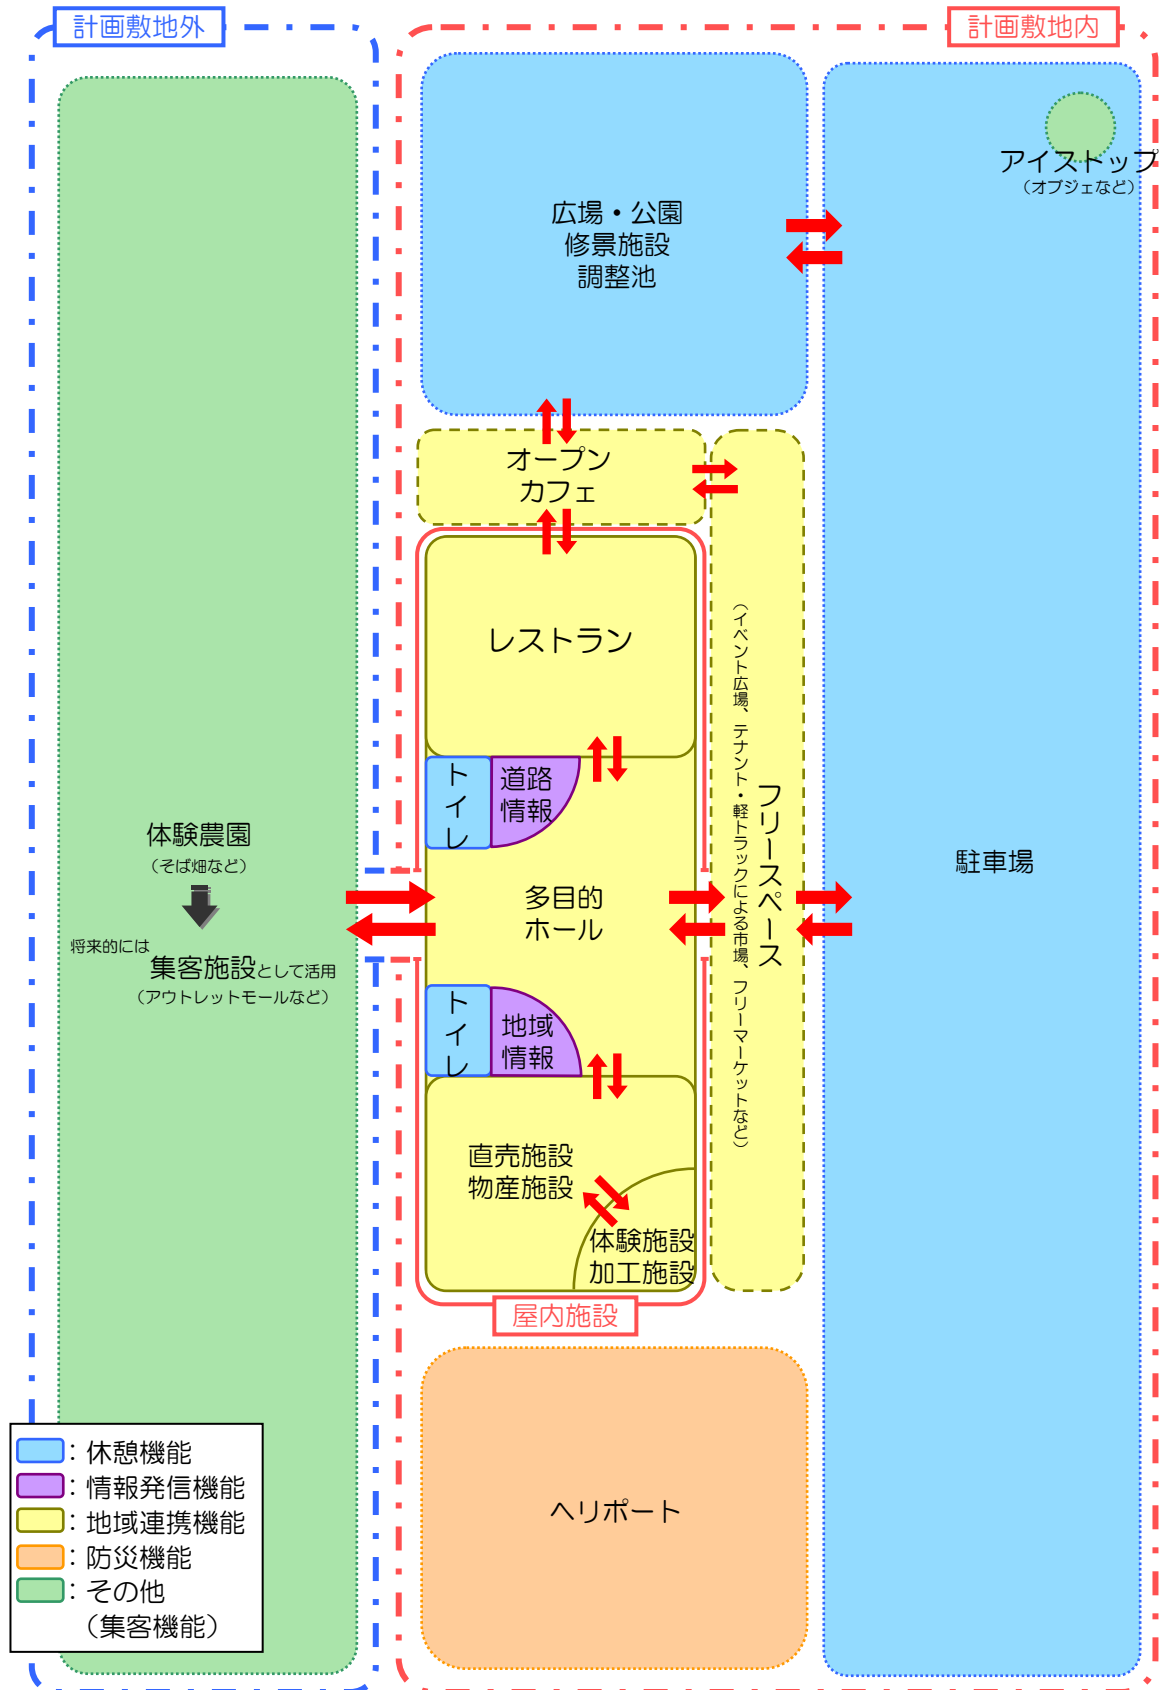 計画敷地外
計画敷地内
アイストップ
（オブジェなど）
広場・公園
修景施設
調整池
オープン
カフェ
レストラン
トイレ
道路
情報
多目的
ホール
トイレ
地域
情報
直売施設
物産施設
体験施設
加工施設
屋内施設
フリースペース
（イベント広場、テナント・軽トラックによる市場、フリーマーケットなど）
駐車場
体験農園
（そば畑など）
将来的には
集客施設として活用
（アウトレットモールなど）
ヘリポート
：休憩機能
：情報発信機能
：地域連携機能
：防災機能
：その他
（集客機能）